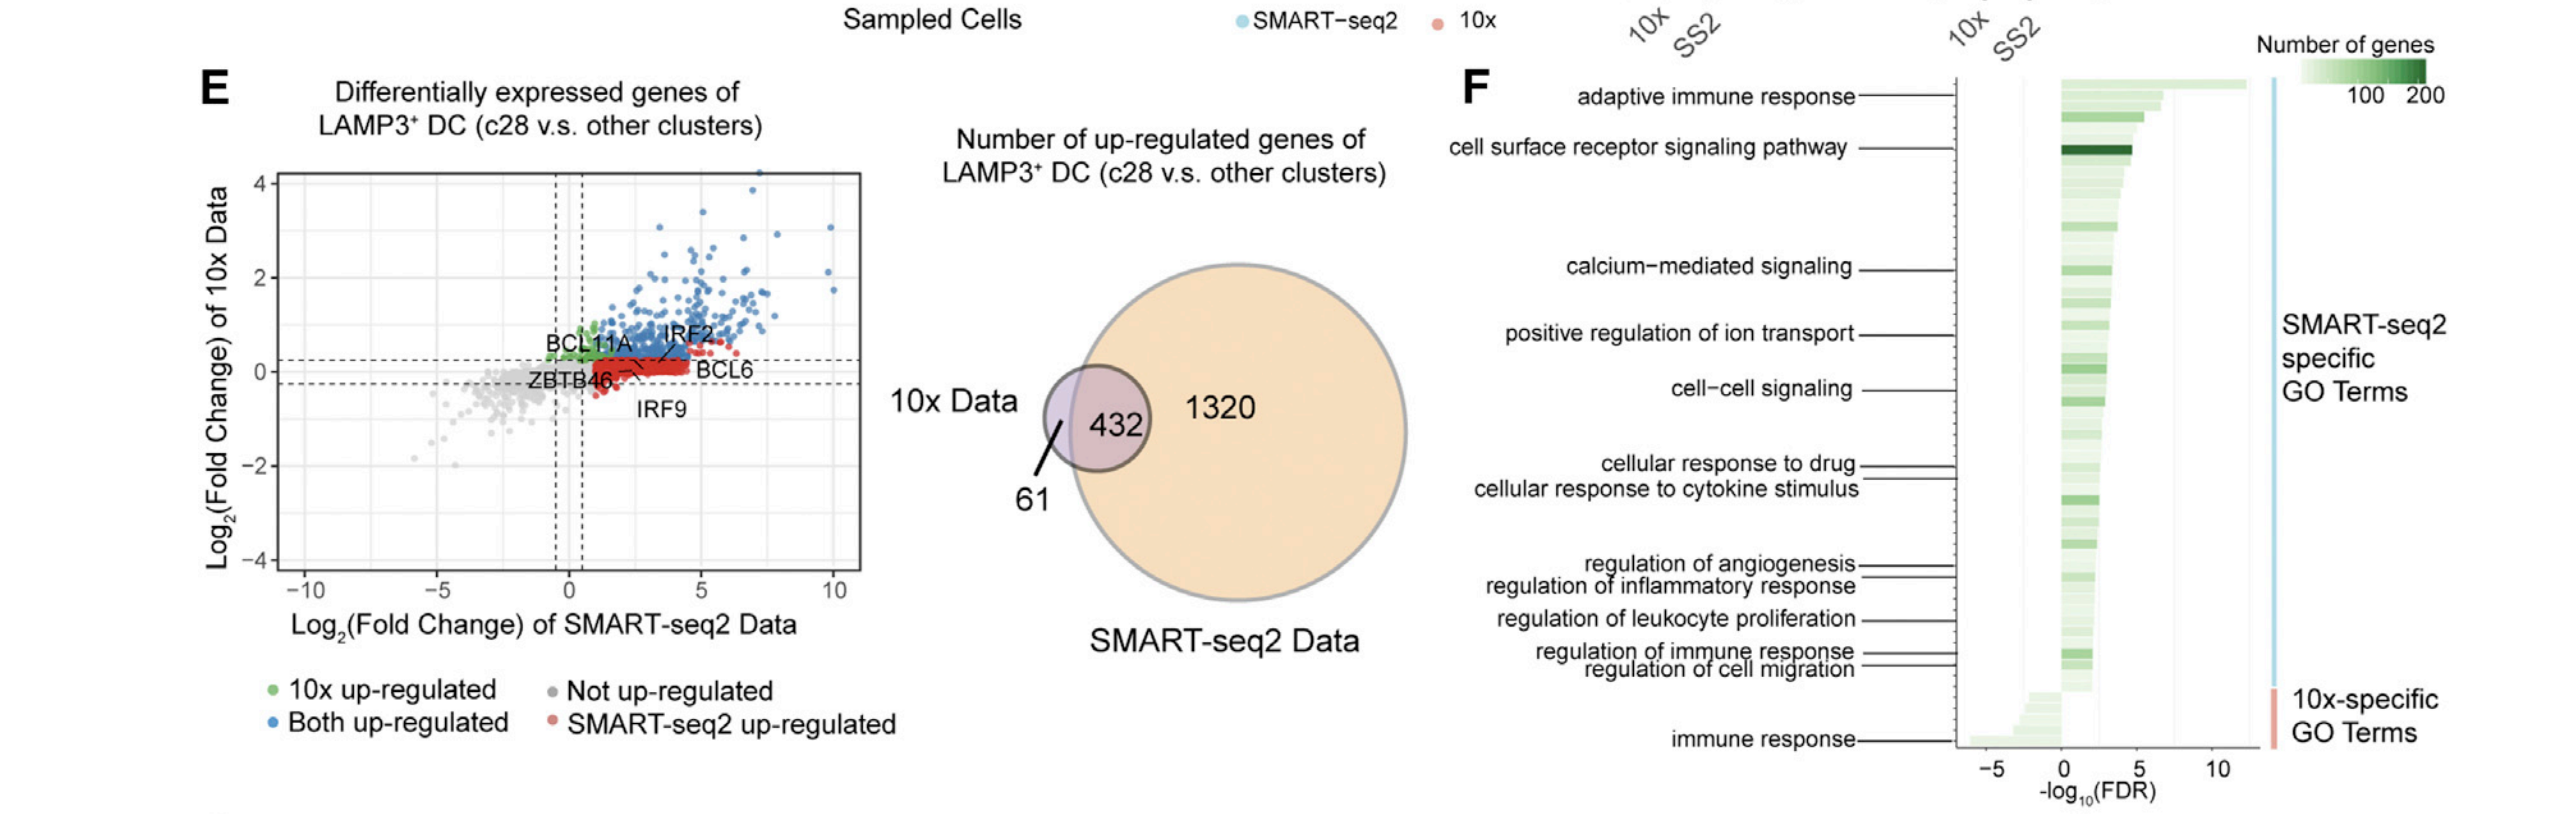 Sampled Cells
SMART-seq2
10x
10x
SS2
10x
SS2
E
Differentially expressed genes of
LAMP3⁺ DC (c28 v.s. other clusters)
Log₂(Fold Change) of 10x Data
4
2
0
−2
−4
BCL11A
IRF2
ZBTB46
BCL6
IRF9
−10
−5
0
5
10
Log₂(Fold Change) of SMART-seq2 Data
10x up-regulated
Not up-regulated
Both up-regulated
SMART-seq2 up-regulated
Number of up-regulated genes of
LAMP3⁺ DC (c28 v.s. other clusters)
10x Data
432
1320
61
SMART-seq2 Data
F
Number of genes
100 200
adaptive immune response
cell surface receptor signaling pathway
calcium−mediated signaling
positive regulation of ion transport
cell−cell signaling
cellular response to drug
cellular response to cytokine stimulus
regulation of angiogenesis
regulation of inflammatory response
regulation of leukocyte proliferation
regulation of immune response
regulation of cell migration
immune response
SMART-seq2
specific
GO Terms
10x-specific
GO Terms
−5
0
5
10
-log₁₀(FDR)